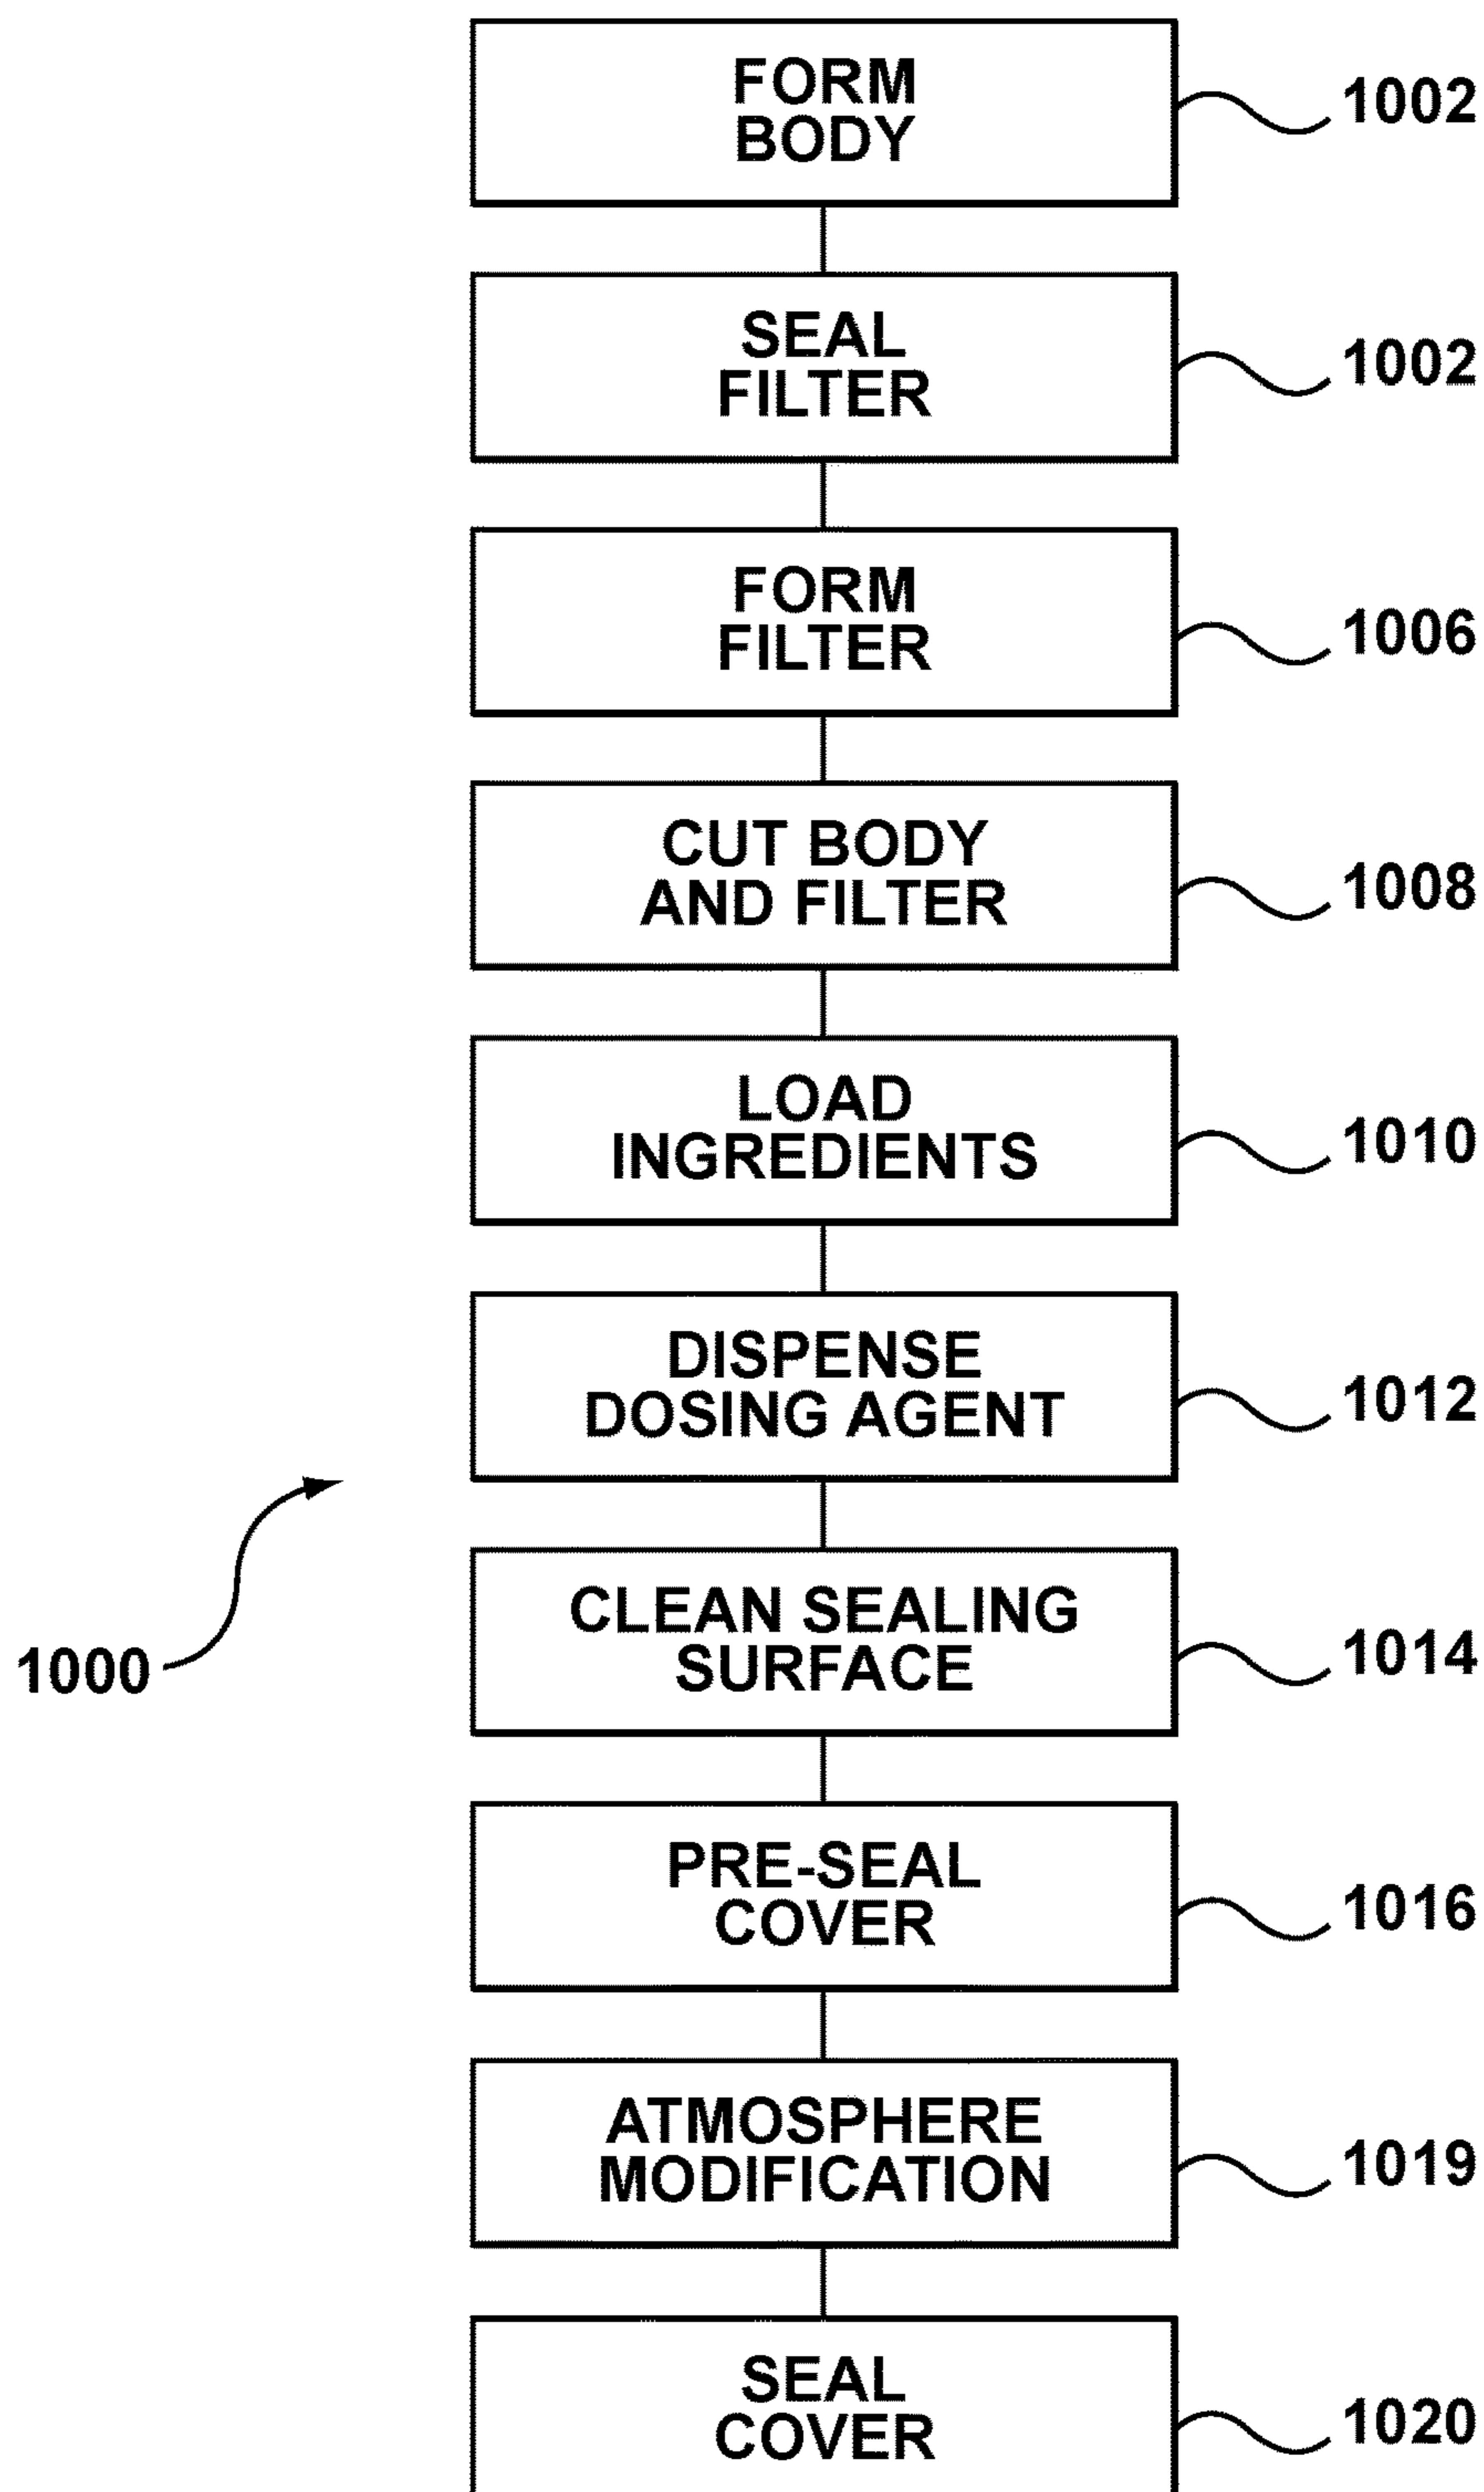 FORM
BODY
1002
SEAL
FILTER
1002
FORM
FILTER
1006
CUT BODY
AND FILTER
1008
LOAD
INGREDIENTS
1010
DISPENSE
DOSING AGENT
1012
1000
CLEAN SEALING
SURFACE
1014
PRE-SEAL
COVER
1016
ATMOSPHERE
MODIFICATION
1019
SEAL
COVER
1020